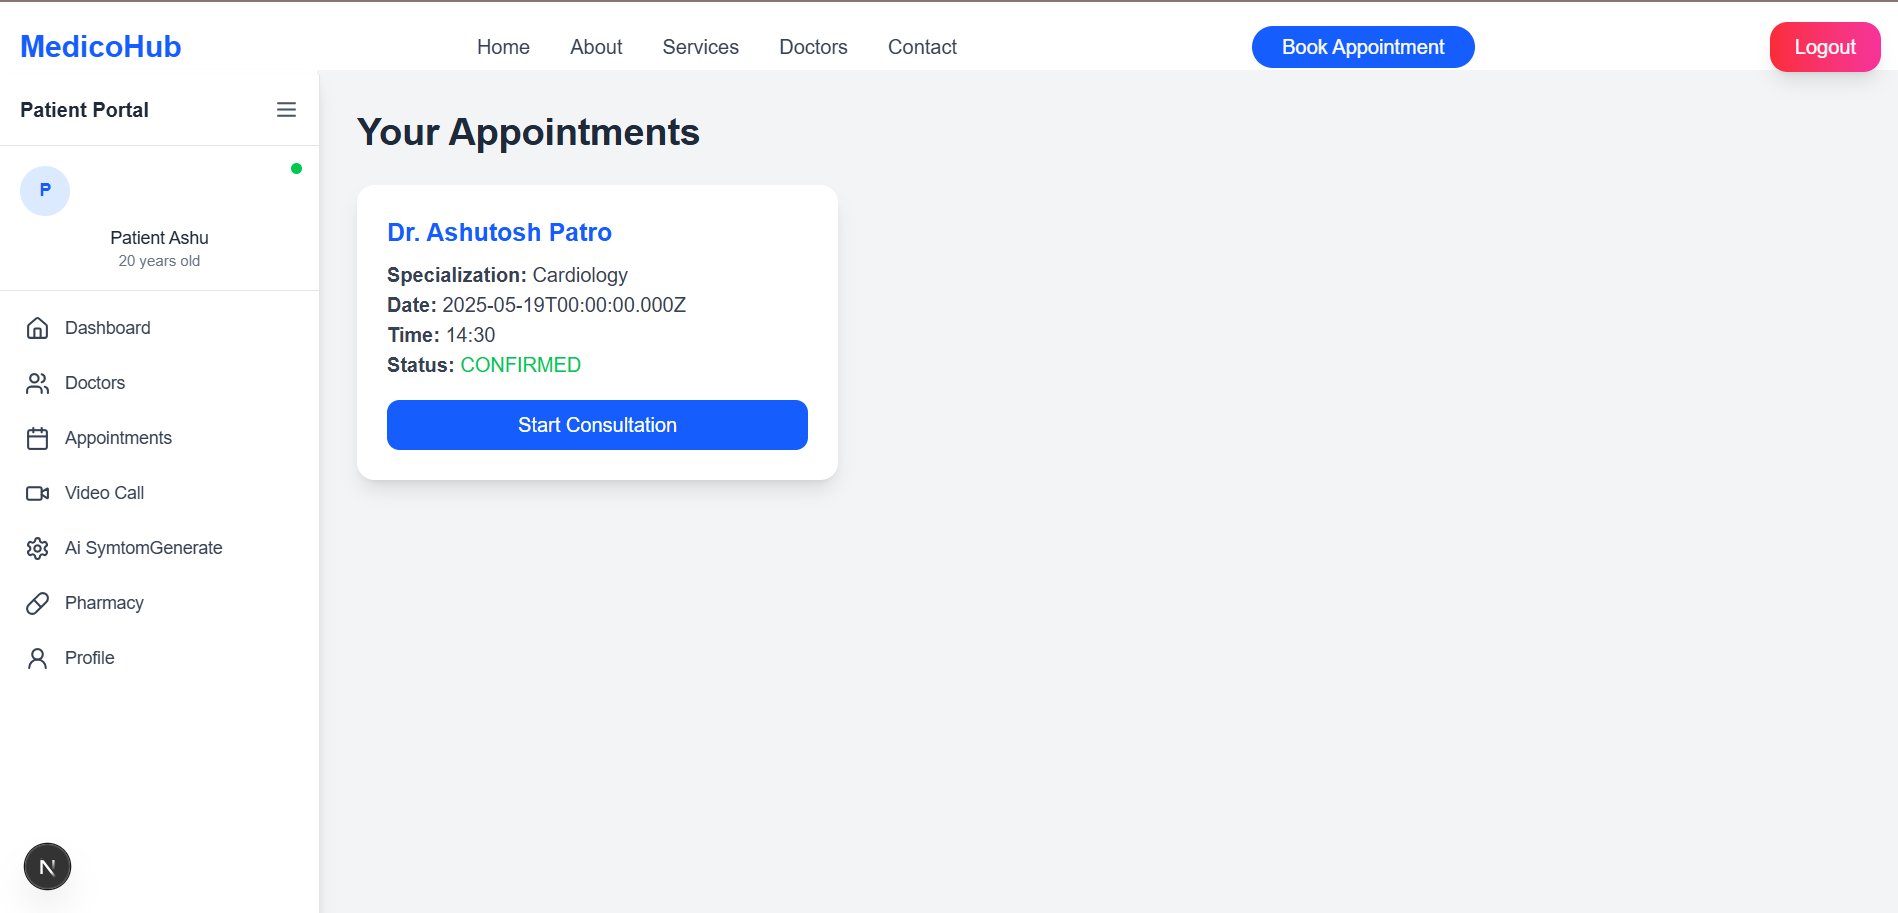 MedicoHub
Home About Services Doctors Contact
Book Appointment
Logout
Patient Portal
P
Patient Ashu
20 years old
Dashboard
Doctors
Appointments
Video Call
Ai SymtomGenerate
Pharmacy
Profile
N
Your Appointments
Dr. Ashutosh Patro
Specialization: Cardiology
Date: 2025-05-19T00:00:00.000Z
Time: 14:30
Status: CONFIRMED
Start Consultation